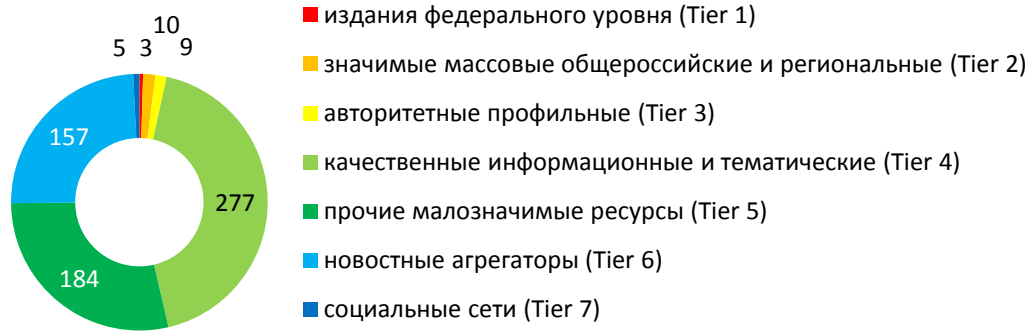 10
5 3 9
157
277
184
издания федерального уровня (Tier 1)
значимые массовые общероссийские и региональные (Tier 2)
авторитетные профильные (Tier 3)
качественные информационные и тематические (Tier 4)
прочие малозначимые ресурсы (Tier 5)
новостные агрегаторы (Tier 6)
социальные сети (Tier 7)